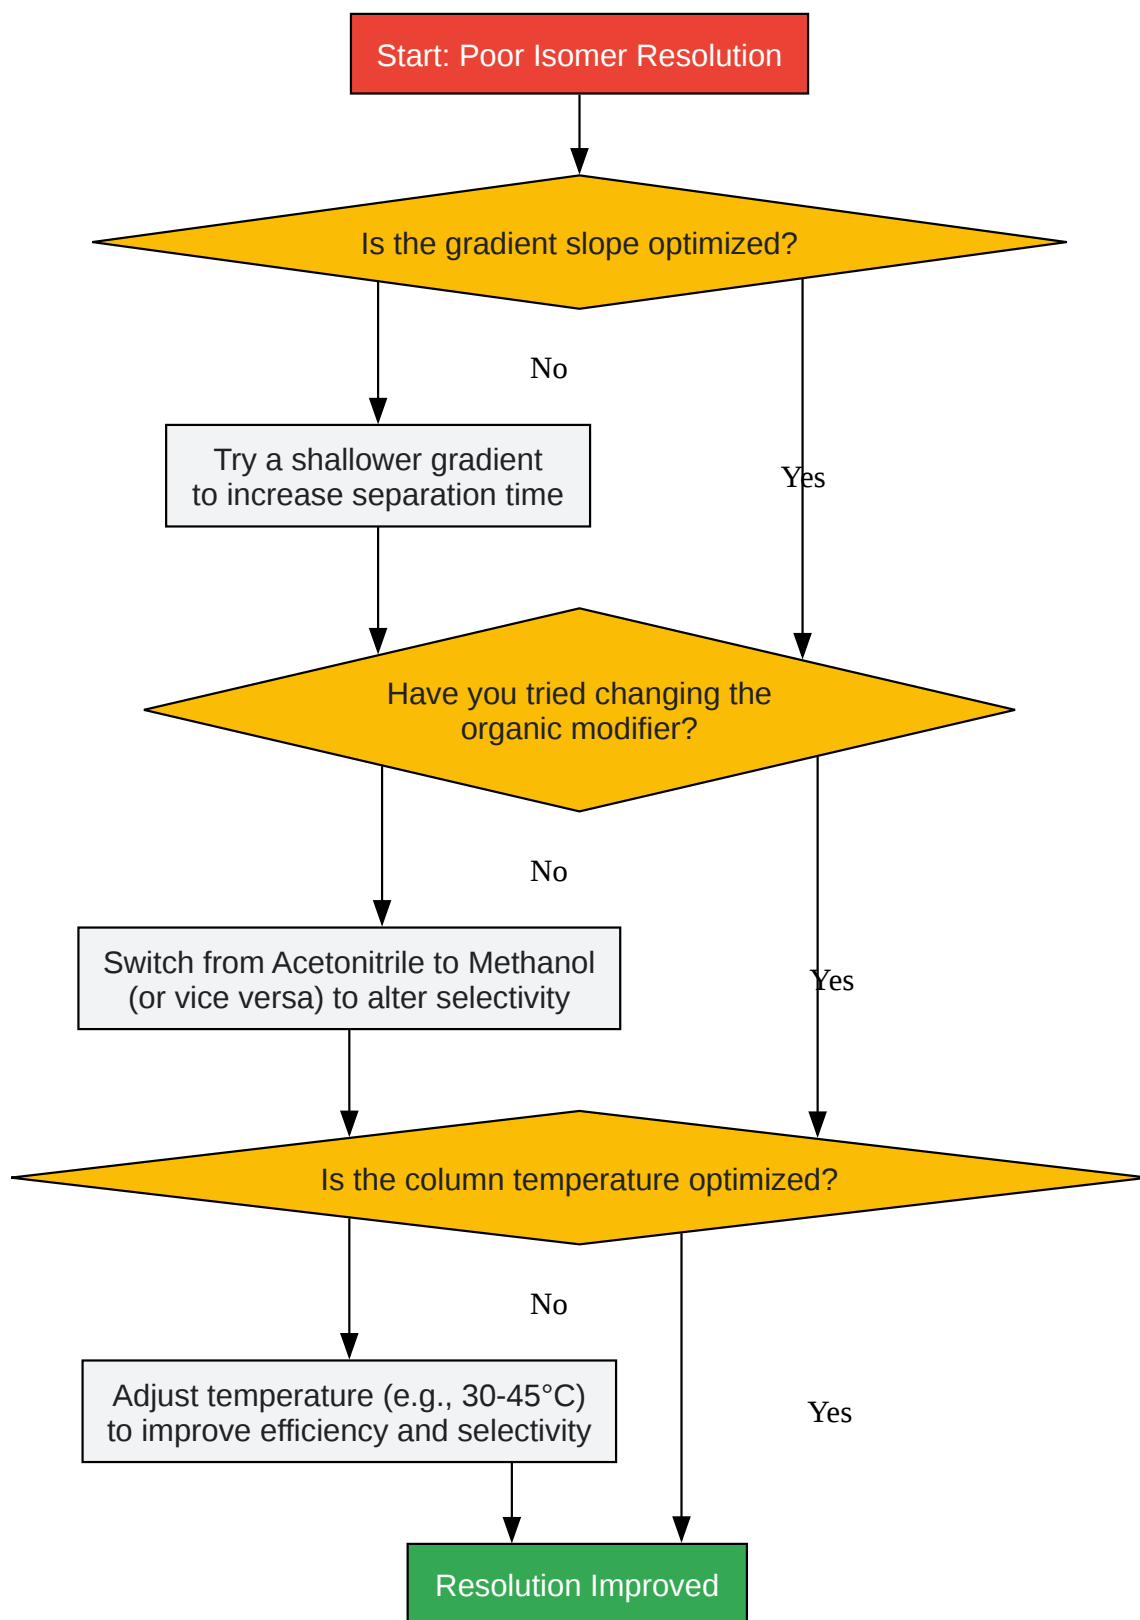 Start: Poor Isomer Resolution
Is the gradient slope optimized?
No
Try a shallower gradient
to increase separation time
Yes
Have you tried changing the
organic modifier?
No
Switch from Acetonitrile to Methanol
(or vice versa) to alter selectivity
Yes
Is the column temperature optimized?
No
Adjust temperature (e.g., 30-45°C)
to improve efficiency and selectivity
Yes
Resolution Improved